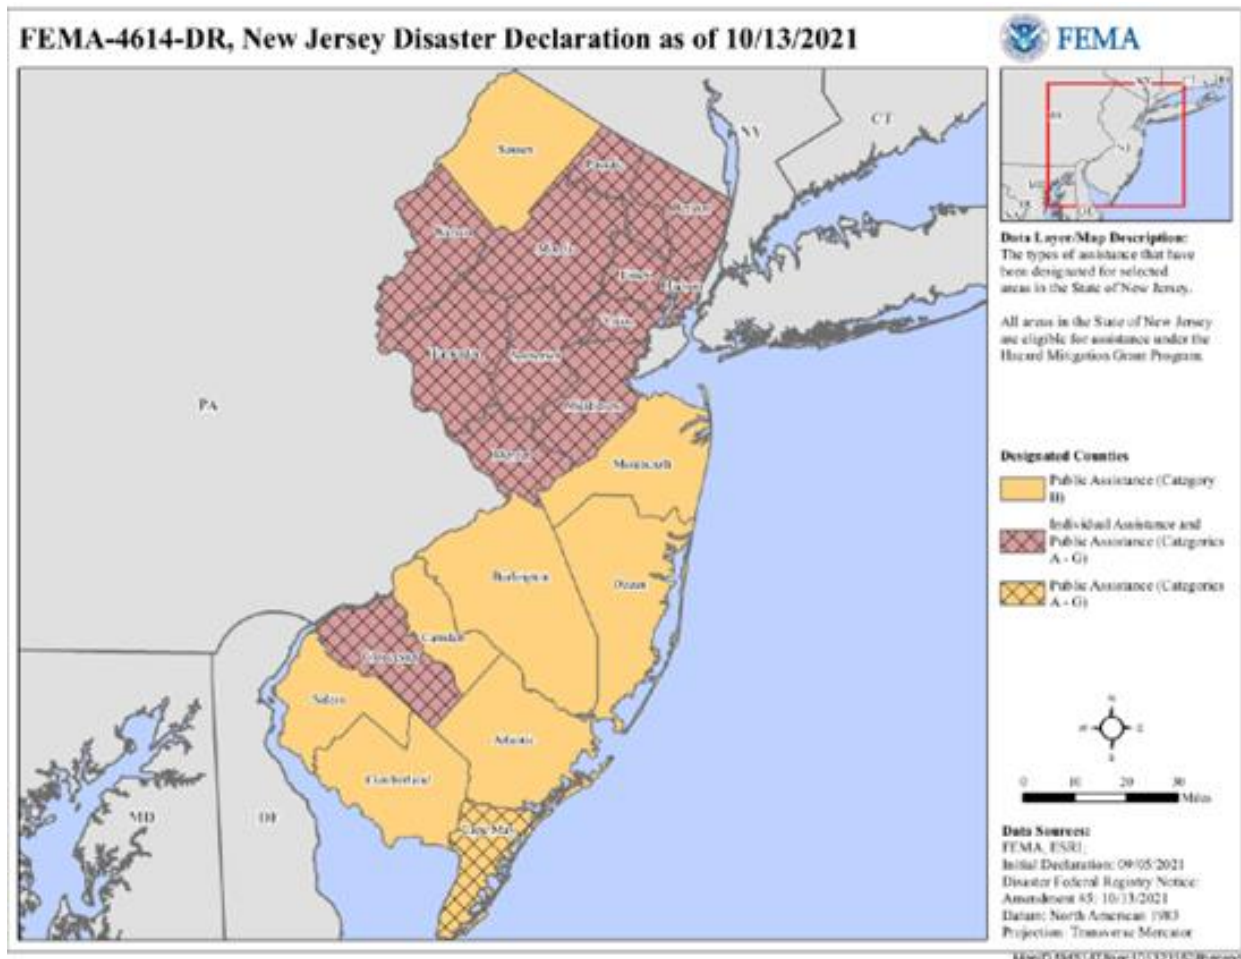 FEMA-4614-DR, New Jersey Disaster Declaration as of 10/13/2021
FEMA
NY
CT
PA
MD
DE
NJ
Sussex
Passaic
Bergen
Warren
Morris
Essex
Hudson
Union
Hunterdon
Somerset
Middlesex
Mercer
Monmouth
Burlington
Ocean
Camden
Gloucester
Salem
Atlantic
Cumberland
Cape May
Data Layer/Map Description:
The types of assistance that have
been designated for selected
areas in the State of New Jersey.
All areas in the State of New Jersey
are eligible for assistance under the
Hazard Mitigation Grant Program.
Designated Counties
Public Assistance (Category
B)
Individual Assistance and
Public Assistance (Categories
A - G)
Public Assistance (Categories
A - G)
N
W E
S
0 10 20 30
Miles
Data Sources:
FEMA, ESRI;
Initial Declaration: 09/05/2021
Disaster Federal Registry Notice:
Amendment #5: 10/13/2021
Datum: North American 1983
Projection: Transverse Mercator